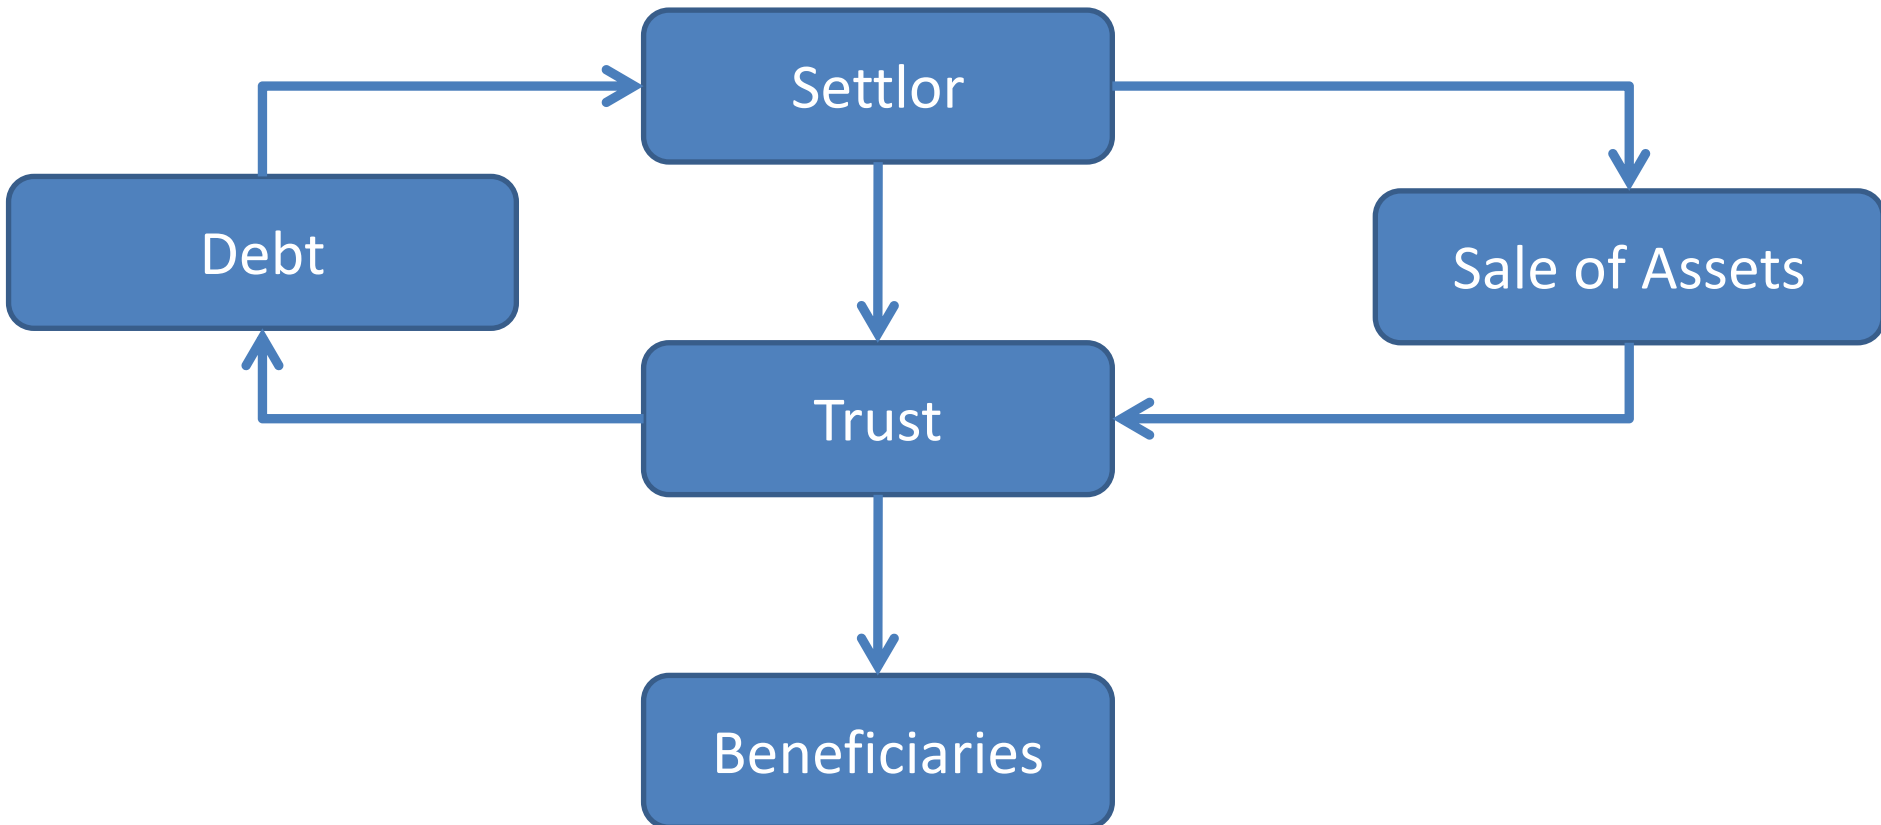 Settlor
Debt
Sale of Assets
Trust
Beneficiaries